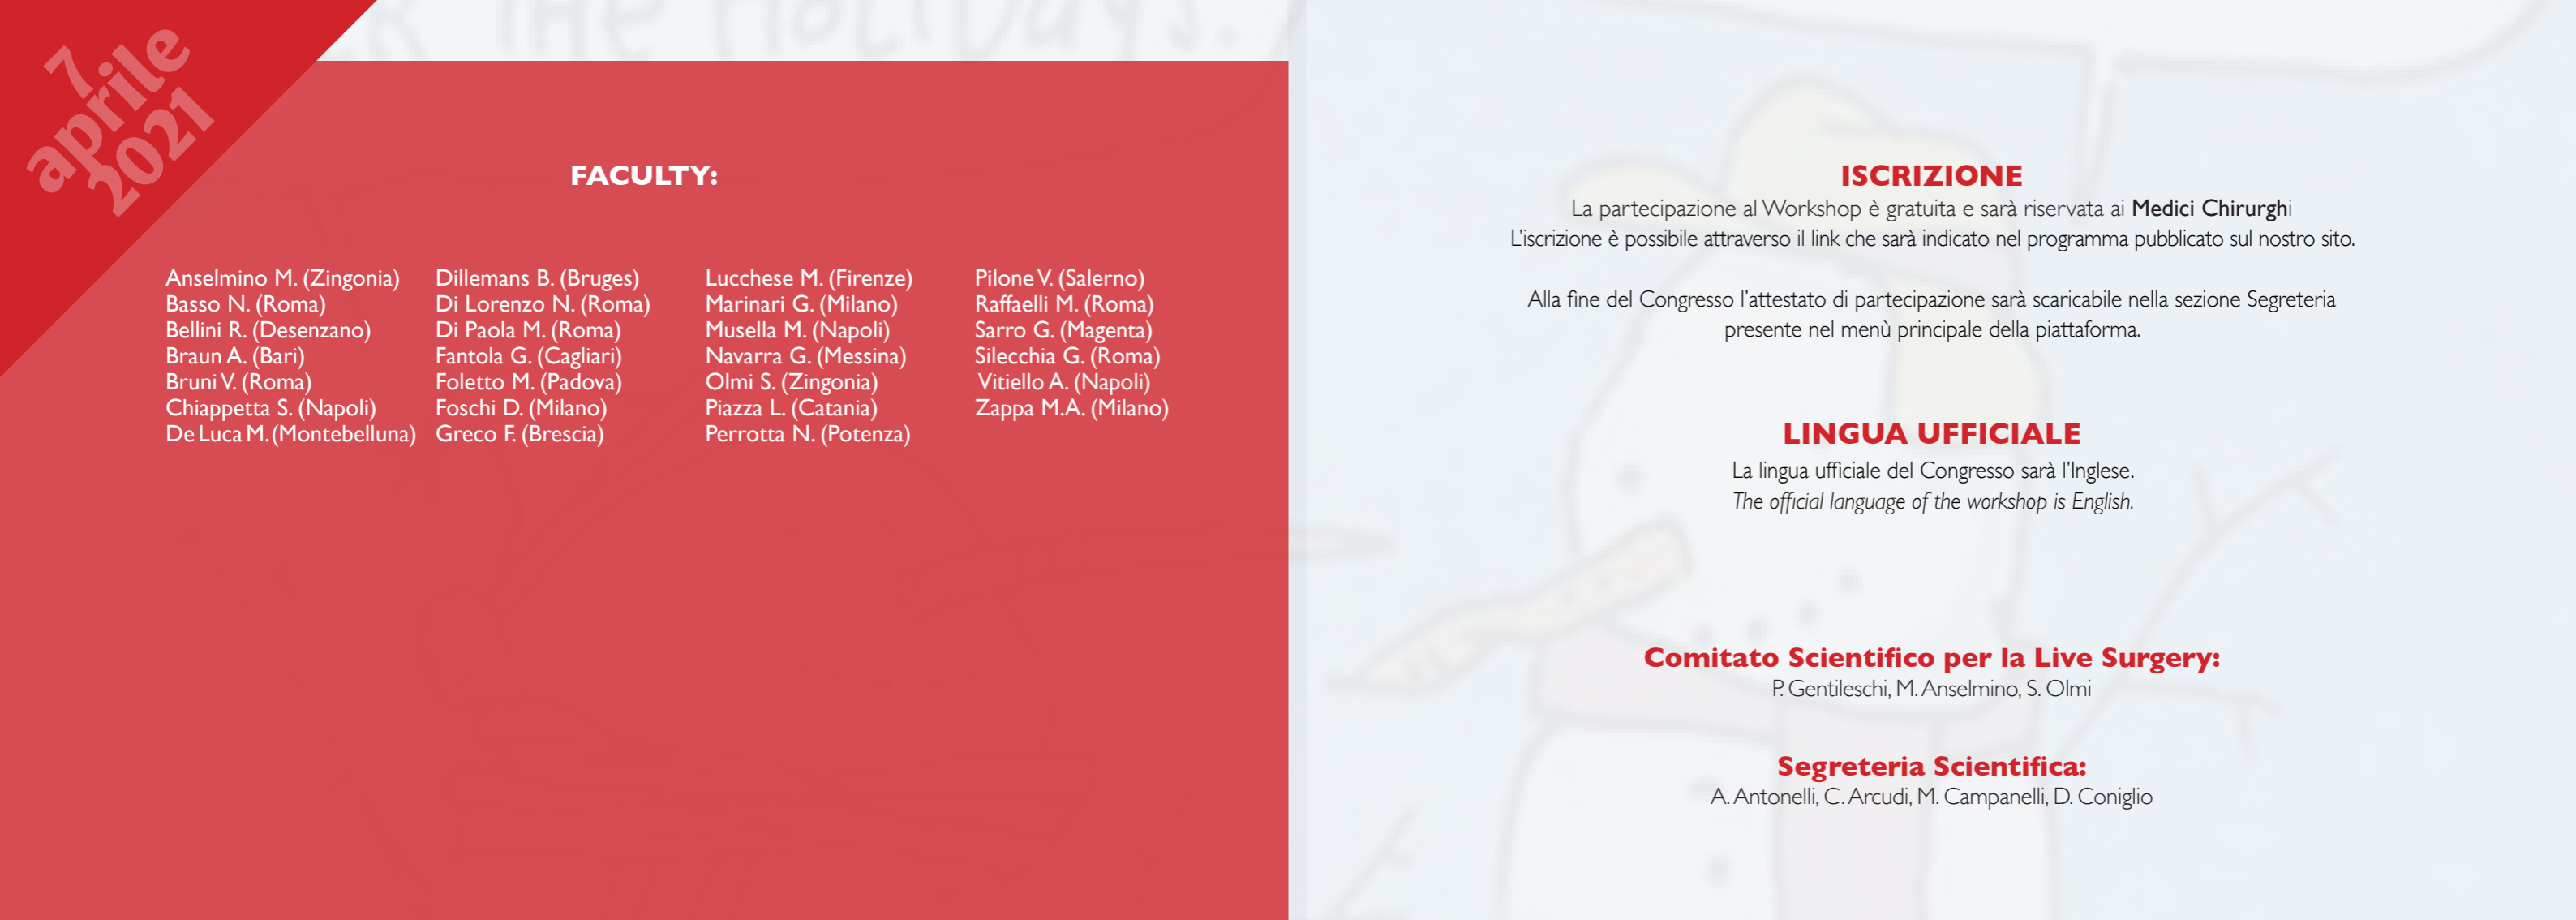 7
aprile
2021
ER THE HOLIDAYS.
FACULTY:
Anselmino M. (Zingonia)
Basso N. (Roma)
Bellini R. (Desenzano)
Braun A. (Bari)
Bruni V. (Roma)
Chiappetta S. (Napoli)
De Luca M. (Montebelluna)
Dillemans B. (Bruges)
Di Lorenzo N. (Roma)
Di Paola M. (Roma)
Fantola G. (Cagliari)
Foletto M. (Padova)
Foschi D. (Milano)
Greco F. (Brescia)
Lucchese M. (Firenze)
Marinari G. (Milano)
Musella M. (Napoli)
Navarra G. (Messina)
Olmi S. (Zingonia)
Piazza L. (Catania)
Perrotta N. (Potenza)
Pilone V. (Salerno)
Raffaelli M. (Roma)
Sarro G. (Magenta)
Silecchia G. (Roma)
Vitiello A. (Napoli)
Zappa M.A. (Milano)
ISCRIZIONE
La partecipazione al Workshop è gratuita e sarà riservata ai Medici Chirurghi
L'iscrizione è possibile attraverso il link che sarà indicato nel programma pubblicato sul nostro sito.
Alla fine del Congresso l'attestato di partecipazione sarà scaricabile nella sezione Segreteria
presente nel menù principale della piattaforma.
LINGUA UFFICIALE
La lingua ufficiale del Congresso sarà l'Inglese.
The official language of the workshop is English.
Comitato Scientifico per la Live Surgery:
P. Gentileschi, M. Anselmino, S. Olmi
Segreteria Scientifica:
A. Antonelli, C. Arcudi, M. Campanelli, D. Coniglio